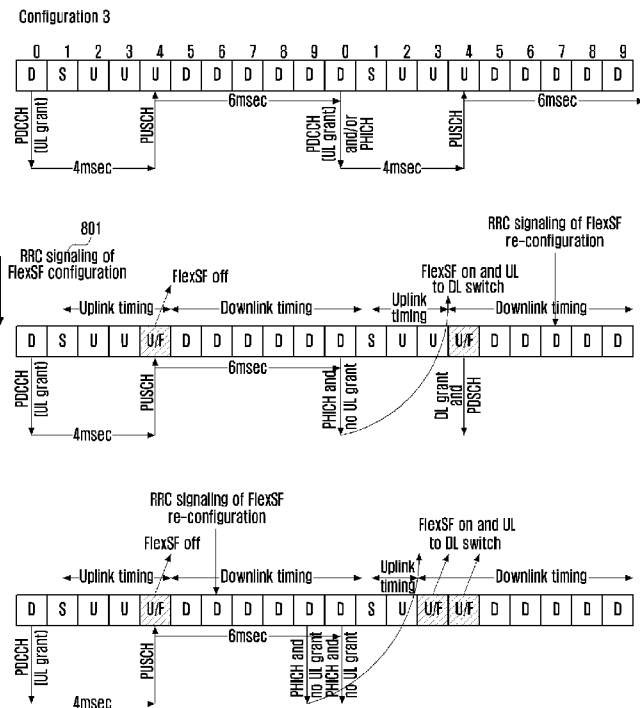 Configuration 3
0 1 2 3 4 5 6 7 8 9 0 1 2 3 4 5 6 7 8 9
D S U U U D D D D D D S U U U D D D D D
6msec 6msec
PDCCH
(UL grant)
PUSCH
PDCCH
(UL grant)
and/or
PHICH
PUSCH
4msec 4msec
801
RRC signaling of
FlexSF configuration
RRC signaling of FlexSF
re-configuration
FlexSF off
FlexSF on and UL
to DL switch
Uplink timing
Downlink timing
Uplink
timing
Downlink timing
D S U U U/F D D D D D D S U U U/F D D D D D
6msec
PDCCH
(UL grant)
PUSCH
PHICH and
no UL grant
DL grant
and
PDSCH
4msec
RRC signaling of FlexSF
re-configuration
FlexSF off
FlexSF on and UL
to DL switch
Uplink timing
Downlink timing
Uplink
timing
Downlink timing
D S U U U/F D D D D D D S U U/F U/F D D D D D
6msec
PDCCH
(UL grant)
PUSCH
PHICH and
no UL grant
PHICH and
no UL grant
4msec